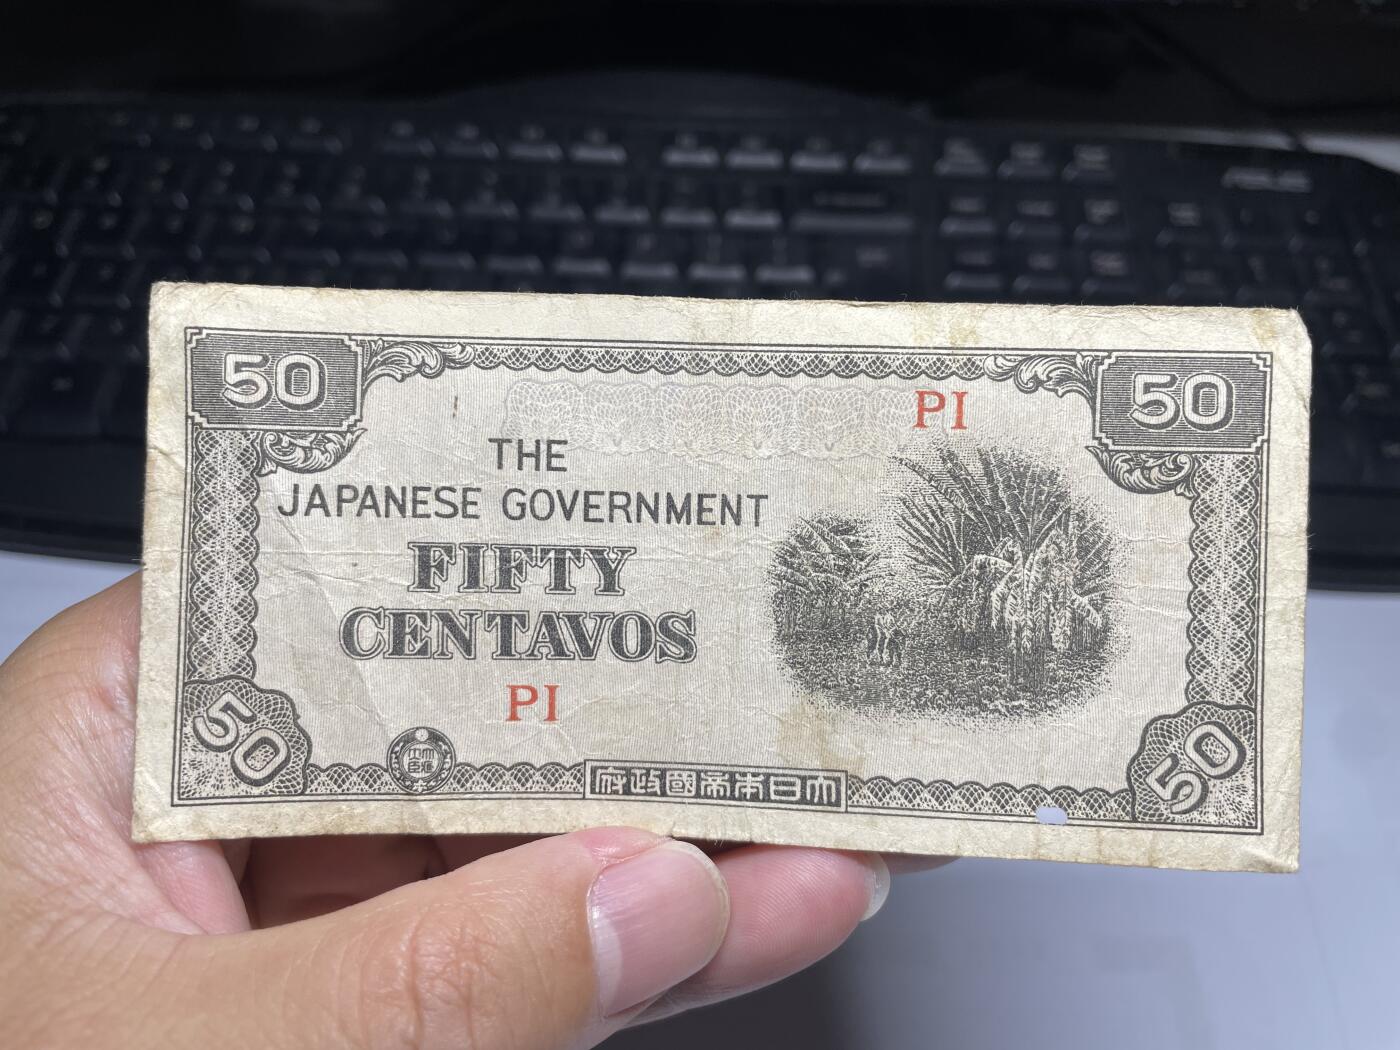 50
50
PI
THE
JAPANESE GOVERNMENT
FIFTY
CENTAVOS
PI
50
府政國帝本日大
50